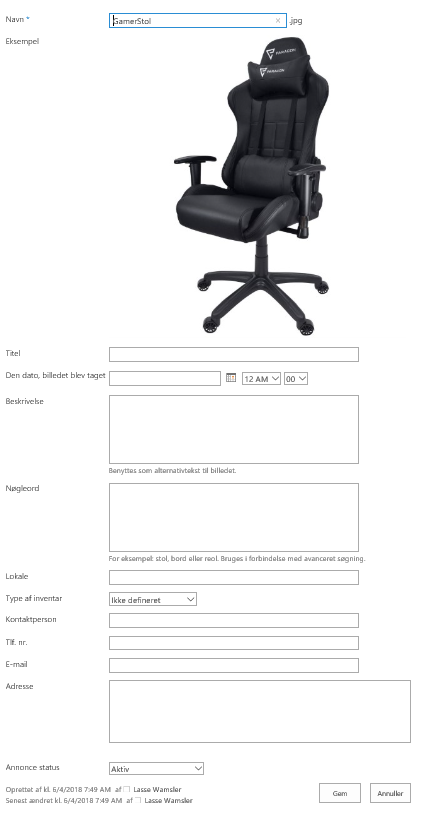 Navn *
GamerStol
.jpg
Eksempel
PARACON
PARACON
Titel
Den dato, billedet blev taget
12 AM
00
Beskrivelse
Benyttes som alternativtekst til billedet.
Nøgleord
For eksempel: stol, bord eller reol. Bruges i forbindelse med avanceret søgning.
Lokale
Type af inventar
Ikke defineret
Kontaktperson
Tlf. nr.
E-mail
Adresse
Annonce status
Aktiv
Oprettet af kl. 6/4/2018 7:49 AM af Lasse Wamsler
Senest ændret kl. 6/4/2018 7:49 AM af Lasse Wamsler
Gem
Annuller